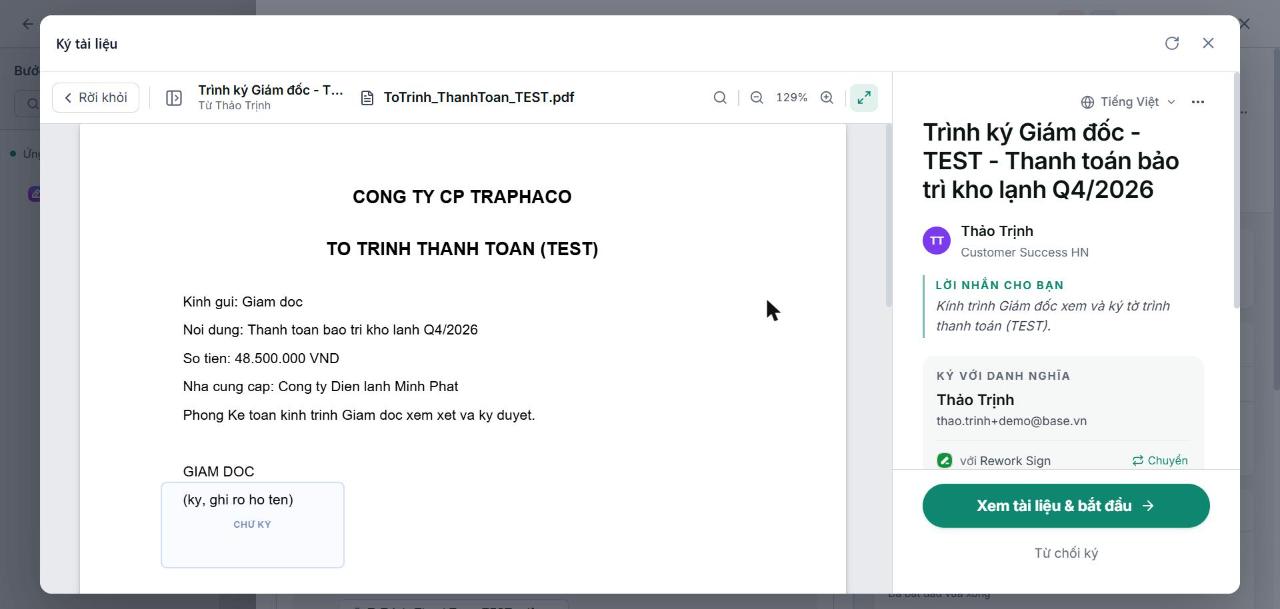 Ký tài liệu
Rời khỏi
Trình ký Giám đốc - T...
Từ Thảo Trịnh
ToTrinh_ThanhToan_TEST.pdf
129%
CONG TY CP TRAPHACO
TO TRINH THANH TOAN (TEST)
Kinh gui: Giam doc
Noi dung: Thanh toan bao tri kho lanh Q4/2026
So tien: 48.500.000 VND
Nha cung cap: Cong ty Dien lanh Minh Phat
Phong Ke toan kinh trinh Giam doc xem xet va ky duyet.
GIAM DOC
(ky, ghi ro ho ten)
CHỮ KÝ
Tiếng Việt
Trình ký Giám đốc -
TEST - Thanh toán bảo
trì kho lạnh Q4/2026
TT
Thảo Trịnh
Customer Success HN
LỜI NHẮN CHO BẠN
Kính trình Giám đốc xem và ký tờ trình
thanh toán (TEST).
KÝ VỚI DANH NGHĨA
Thảo Trịnh
thao.trinh+demo@base.vn
với Rework Sign
Chuyển
Xem tài liệu & bắt đầu
Từ chối ký